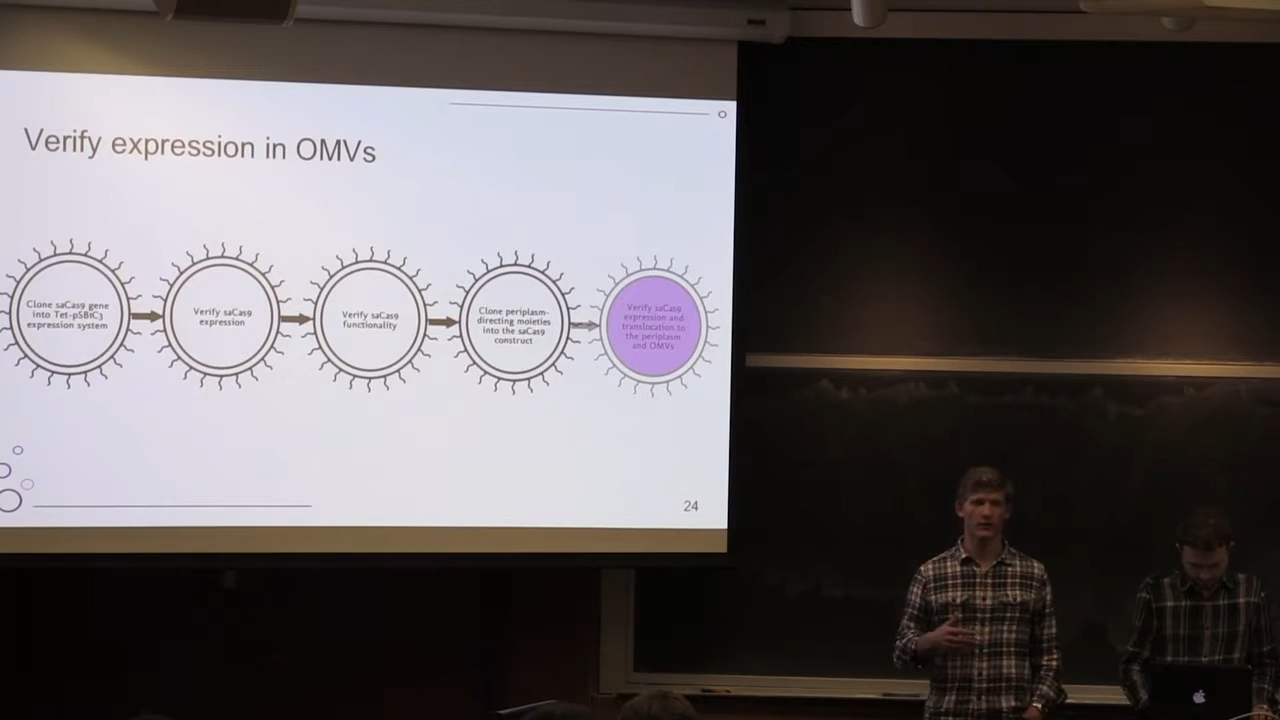 Verify expression in OMVs
Clone saCas9 gene
into Tet-pSB1C3
expression system
Verify saCas9
expression
Verify saCas9
functionality
Clone periplasm-
directing moieties
into the saCas9
construct
Verify saCas9
expression and
translocation to
the periplasm
and OMVs
24